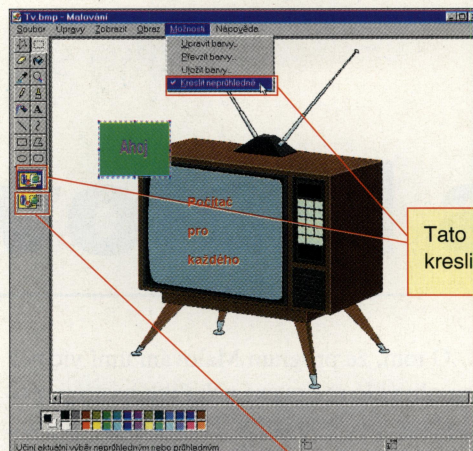 Tv.bmp - Malování
Soubor Úpravy Zobrazit Obraz Možnosti Nápověda
Upravit barvy...
Převzít barvy...
Uložit barvy...
✓ Kreslit neprůhledně
A
Ahoj
Počítač
pro
každého
Tato
kresli
Učiní aktuální výběr neprůhledným nebo průhledným.